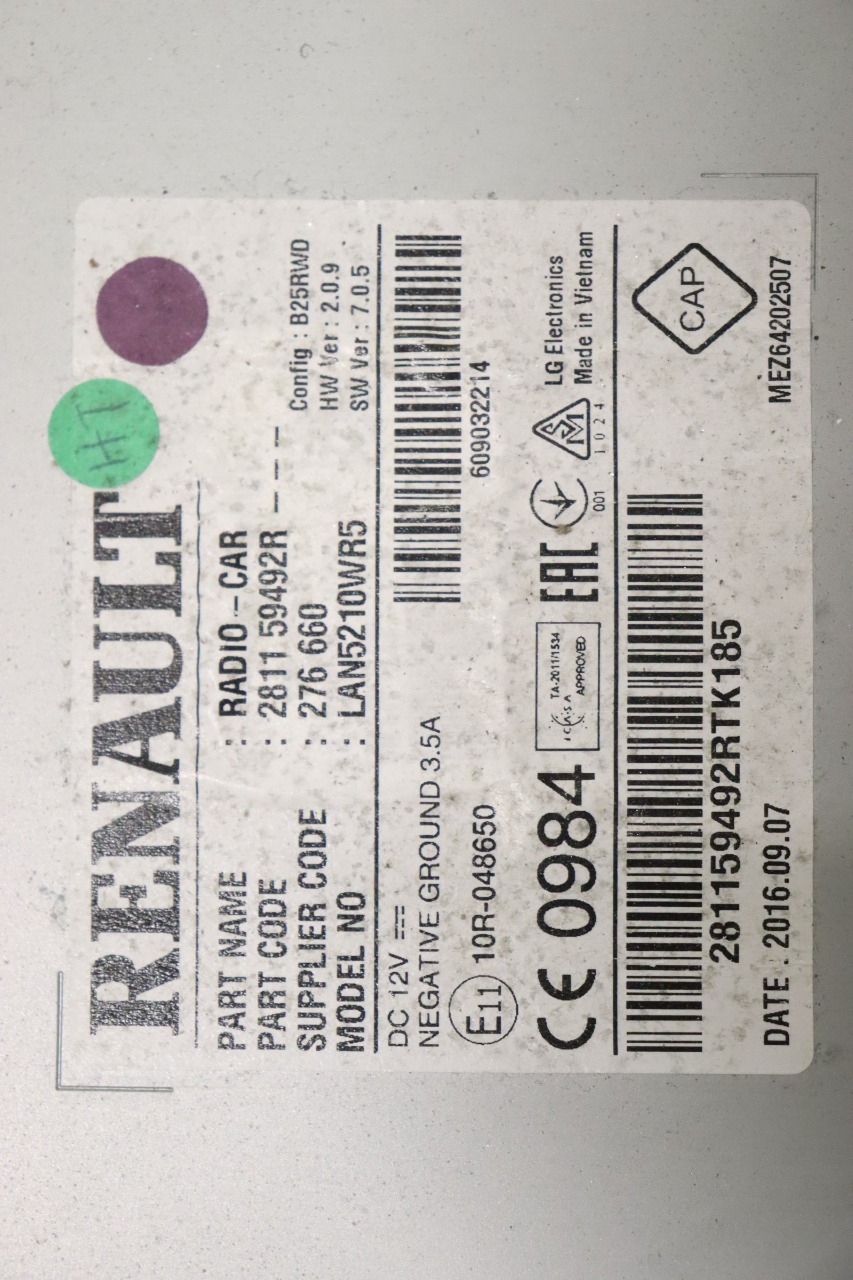 RENAULT
HT
PART NAME : RADIO-CAR
PART CODE : 2811 59492R ---
SUPPLIER CODE : 276 660
MODEL NO : LAN5210WR5
Config : B25RWD
HW Ver : 2.0.9
SW Ver : 7.0.5
DC 12V
NEGATIVE GROUND 3.5A
609032214
E11 10R-048650
CE 0984
ICASA
TA-2011/1534
APPROVED
EAC
001
SM
1024
LG Electronics
Made in Vietnam
281159492RTK185
CAP
DATE : 2016.09.07
MEZ64202507